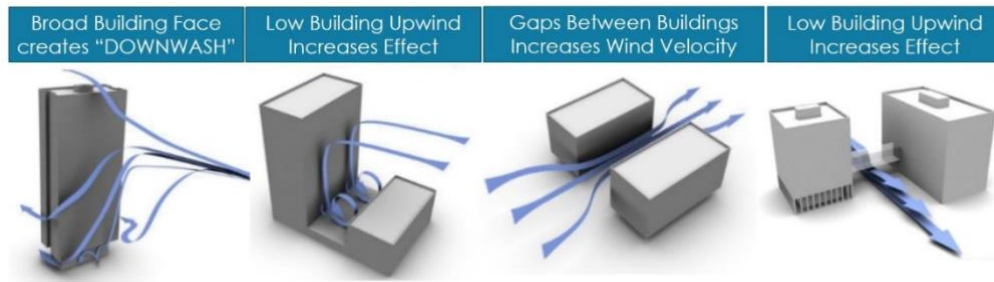 Broad Building Face
creates “DOWNWASH”
Low Building Upwind
Increases Effect
Gaps Between Buildings
Increases Wind Velocity
Low Building Upwind
Increases Effect